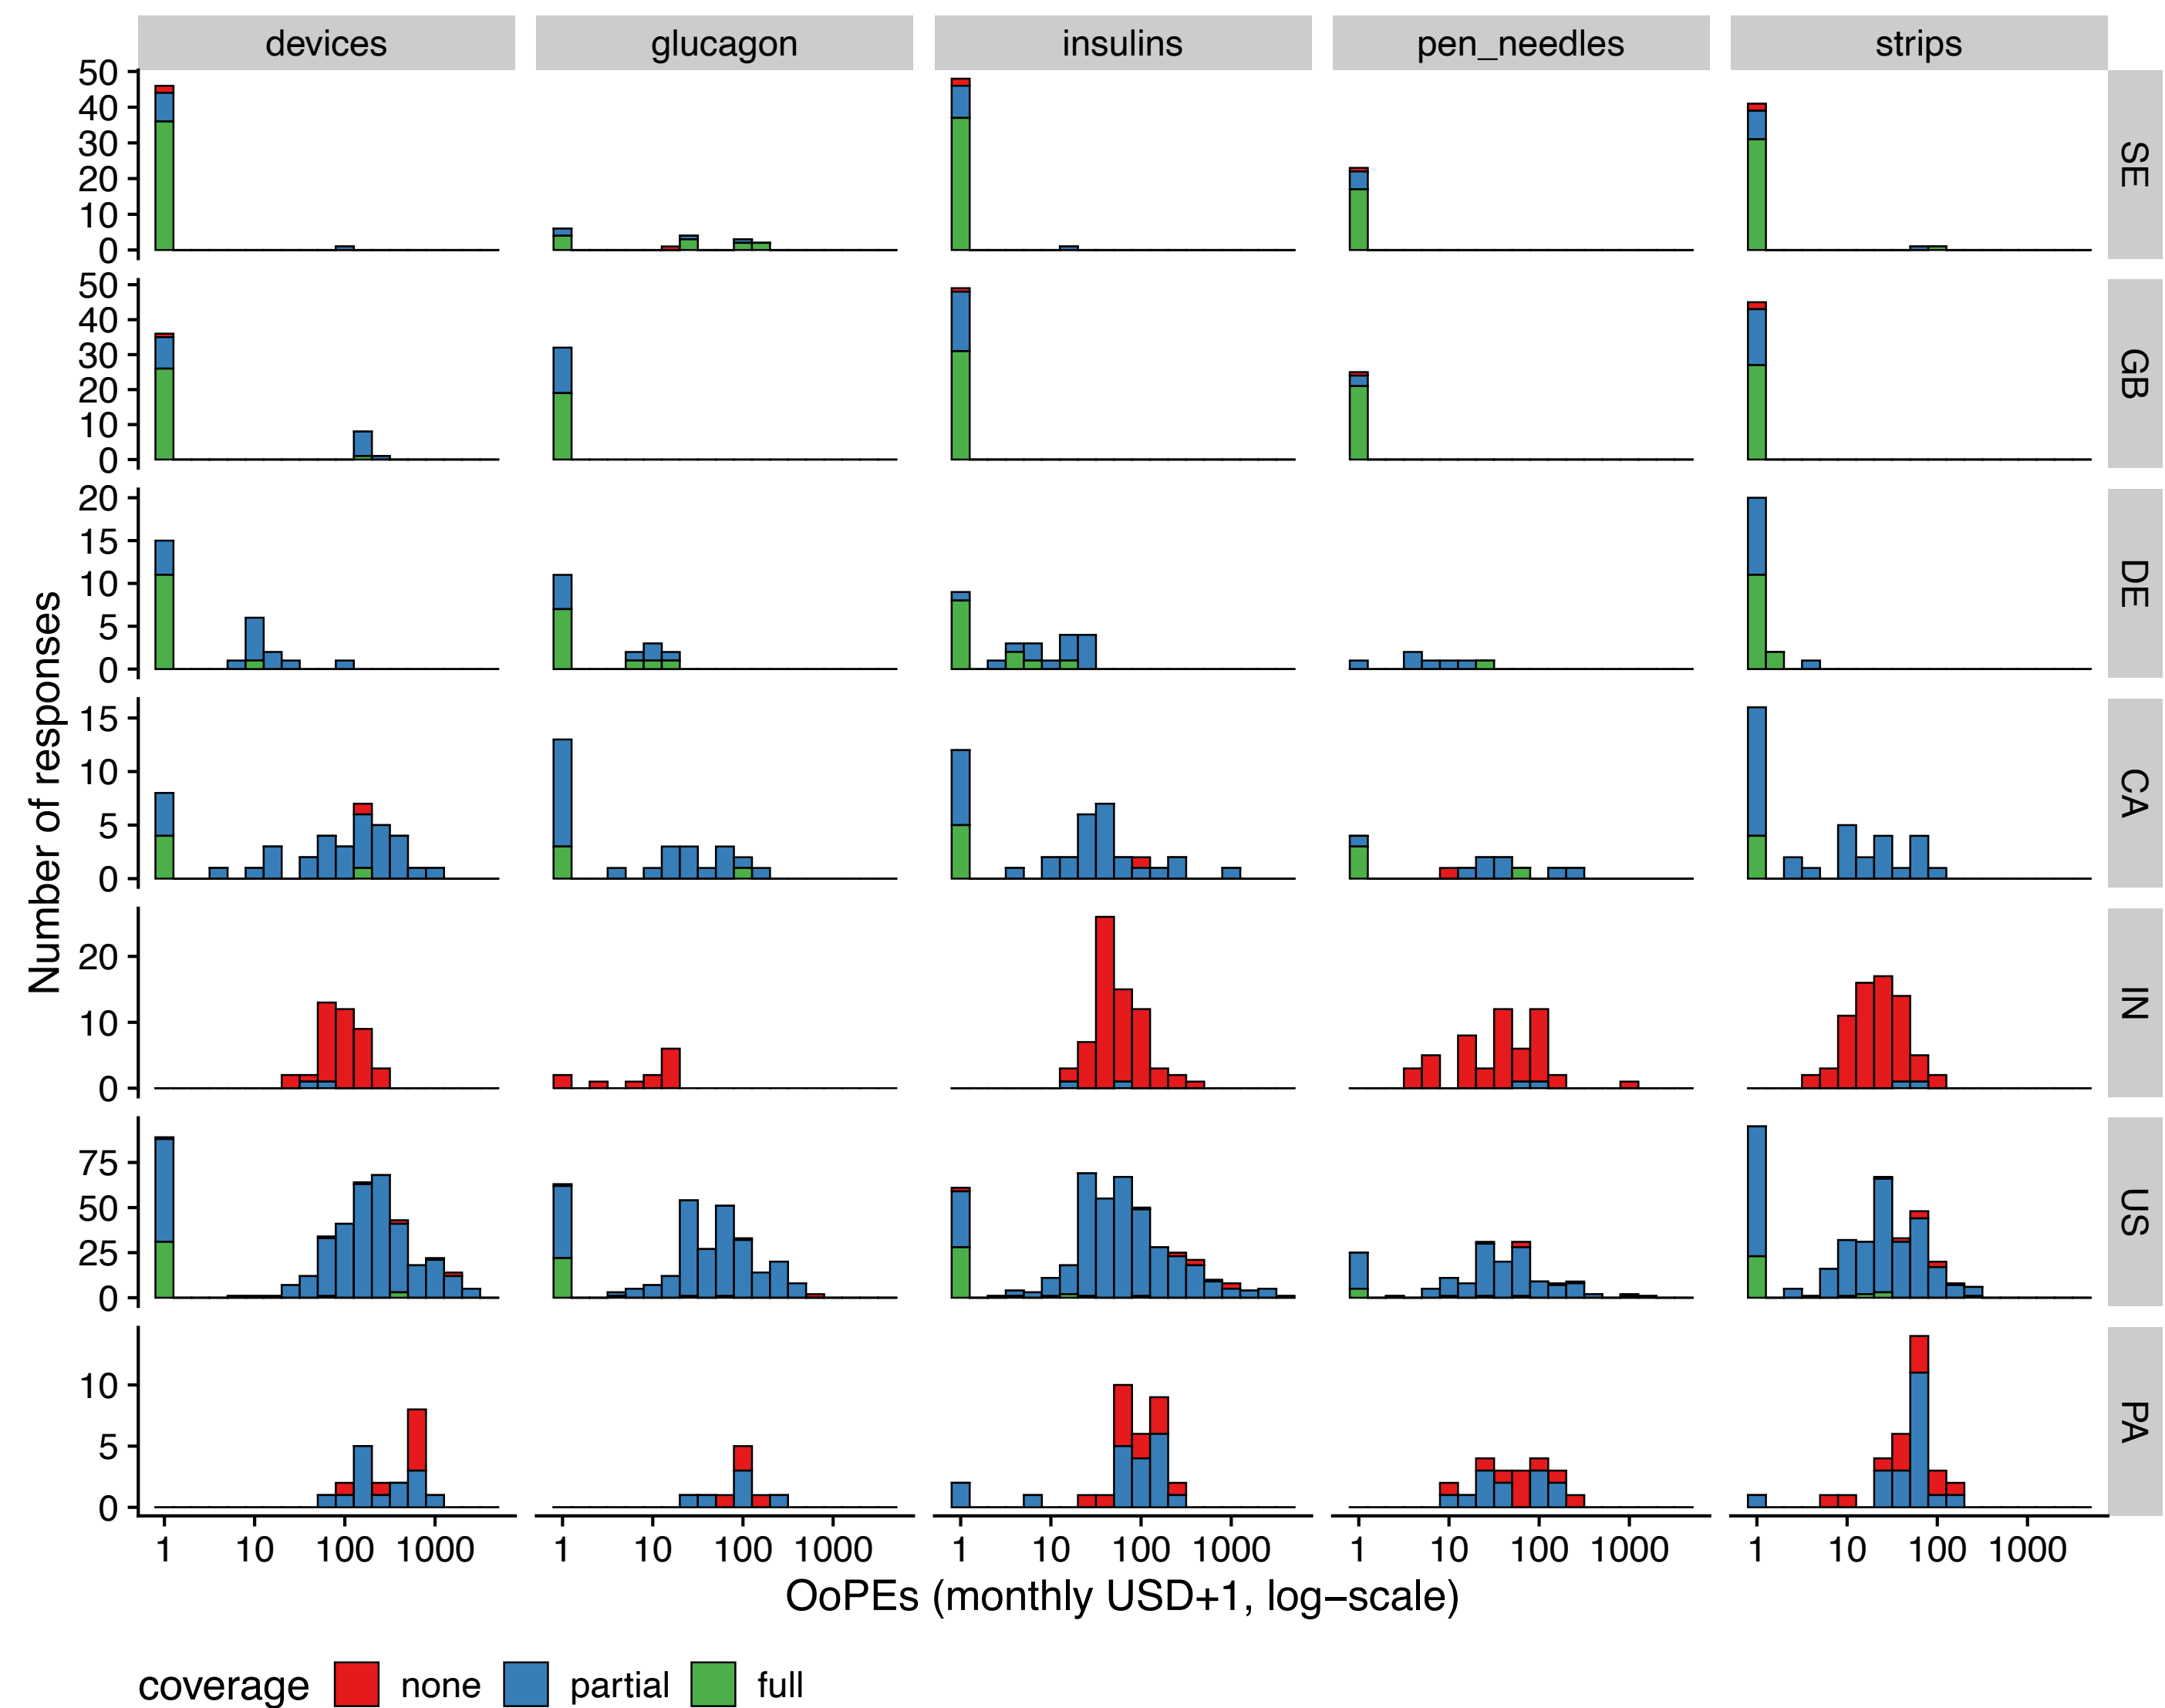 devices glucagon insulins pen_needles strips
50
40
30
20
10
0
SE
50
40
30
20
10
0
GB
20
15
10
5
0
DE
15
10
5
0
CA
20
10
0
IN
75
50
25
0
US
10
5
0
PA
Number of responses
1 10 100 1000 1 10 100 1000 1 10 100 1000 1 10 100 1000 1 10 100 1000
OoPEs (monthly USD+1, log−scale)
coverage none partial full